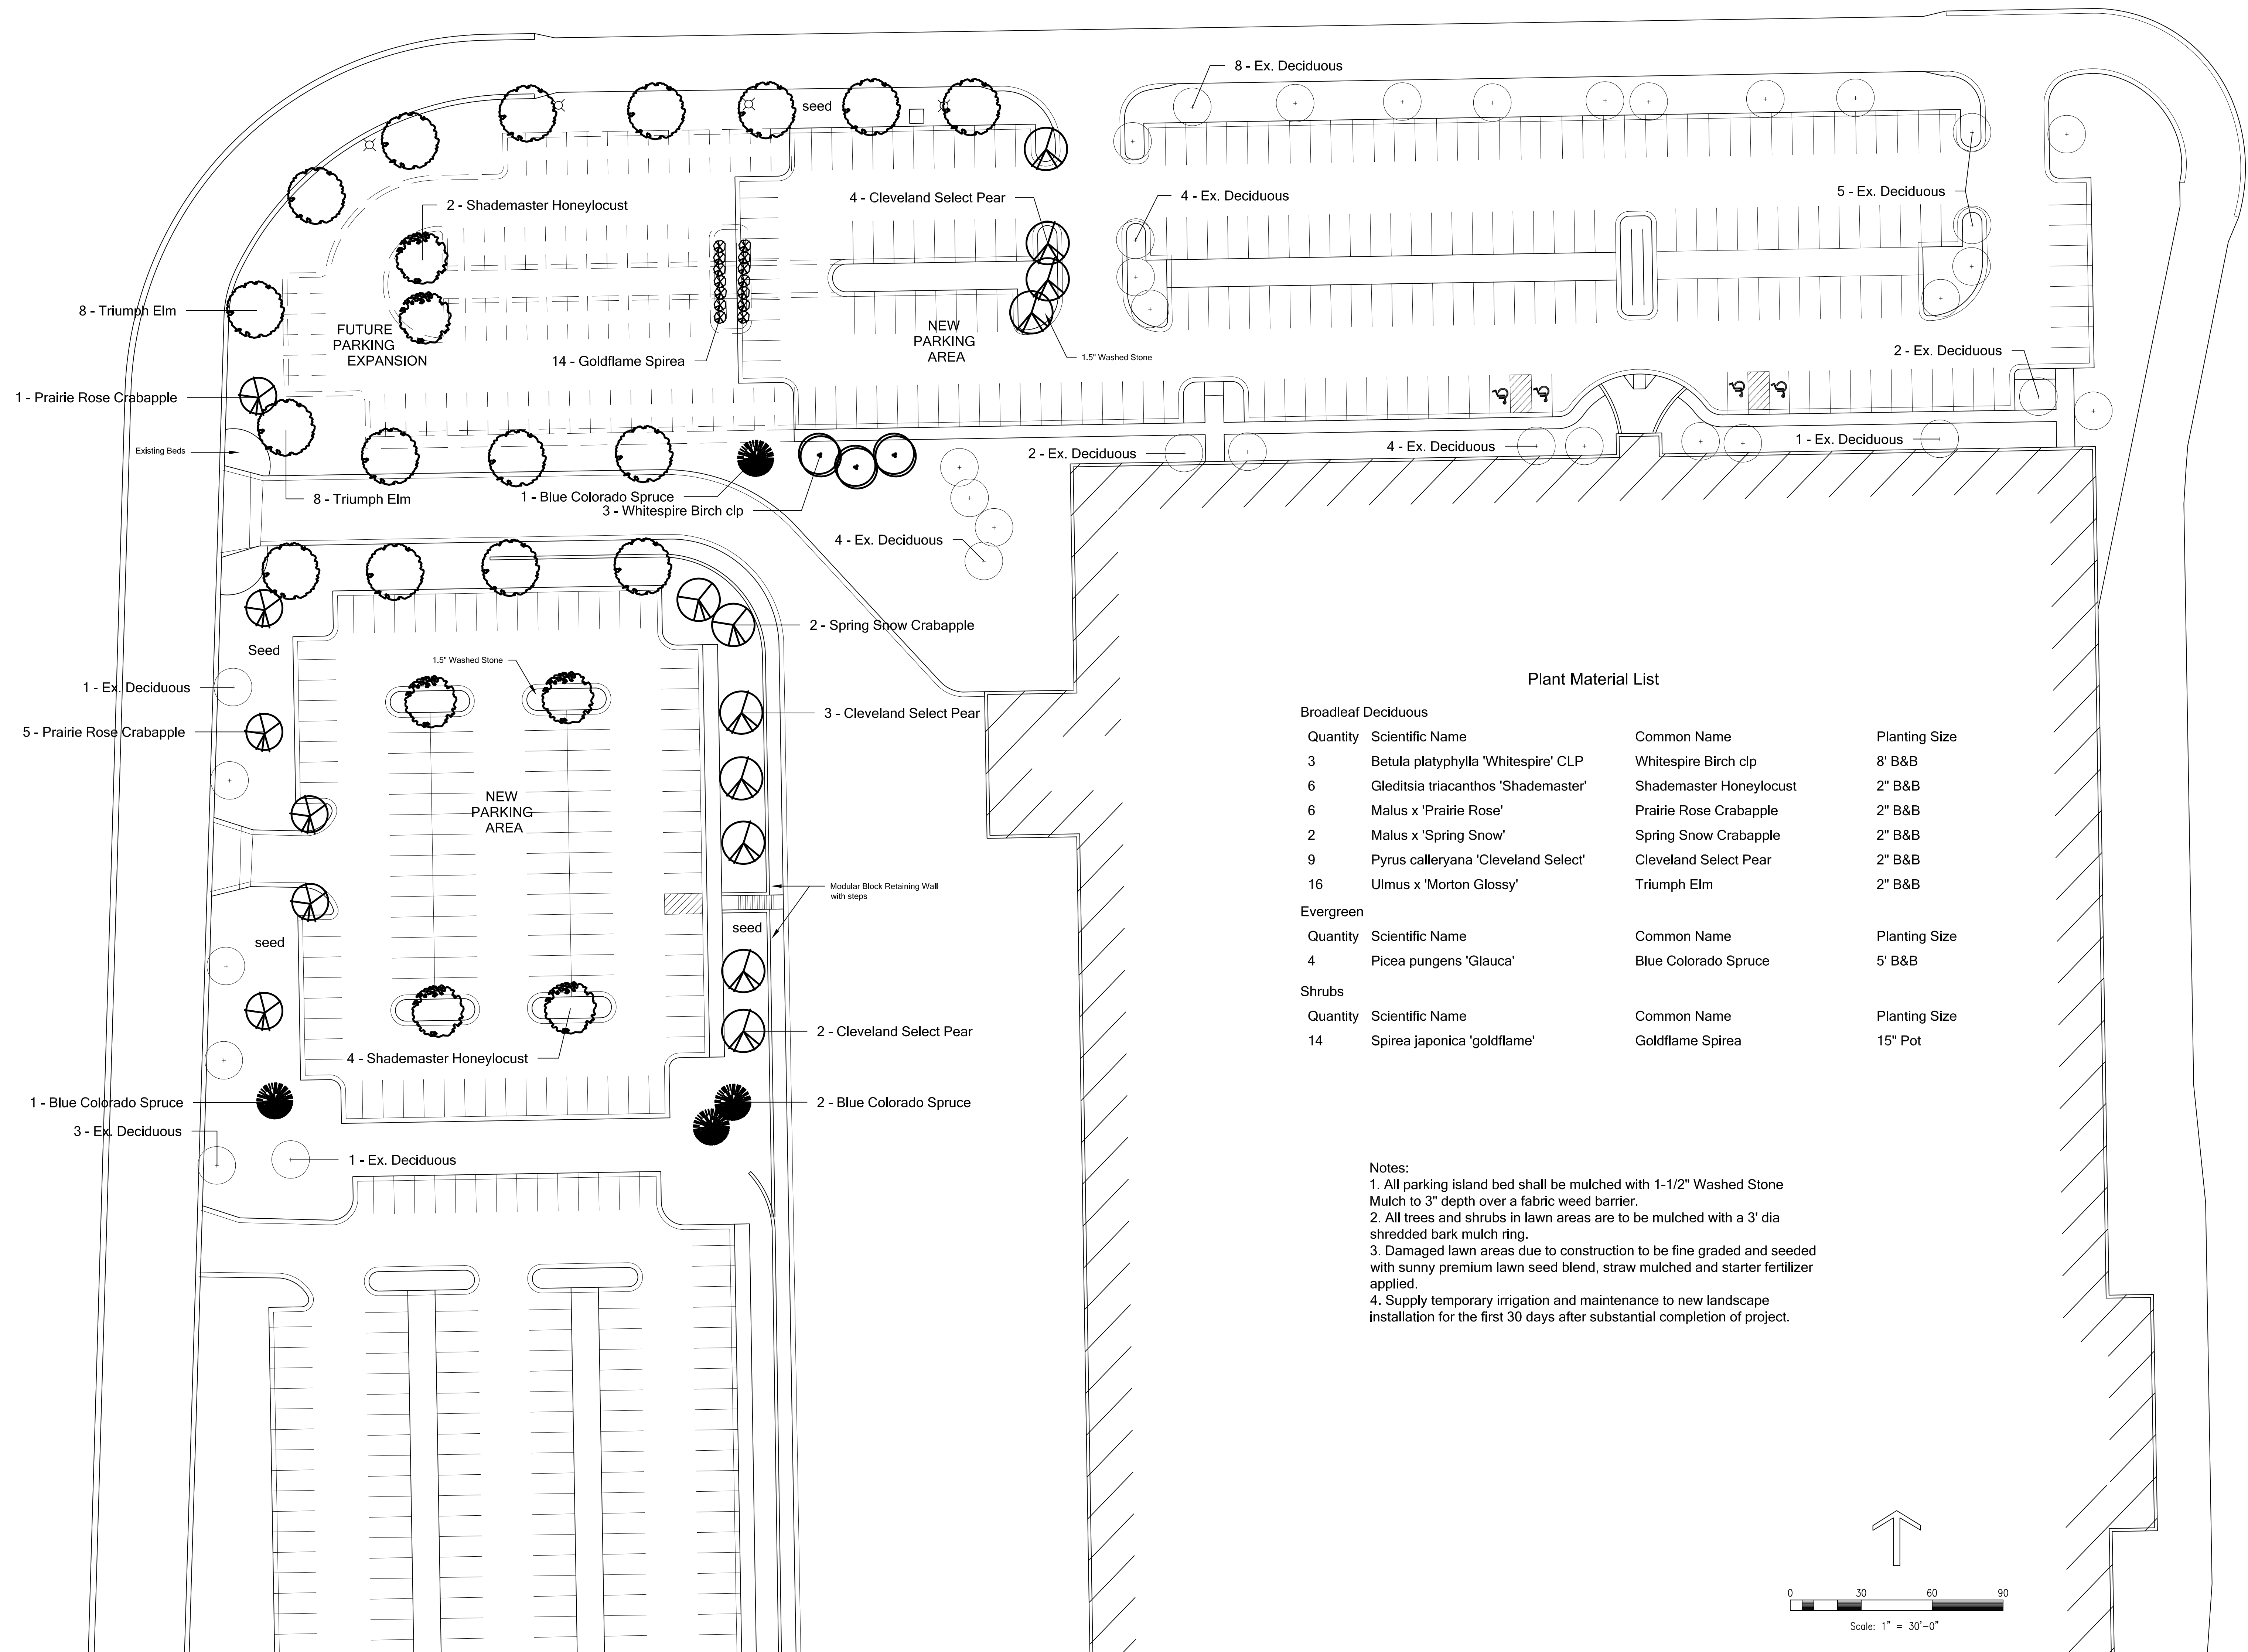 8 - Ex. Deciduous
seed
2 - Shademaster Honeylocust
4 - Cleveland Select Pear
4 - Ex. Deciduous
5 - Ex. Deciduous
8 - Triumph Elm
FUTURE
PARKING
EXPANSION
NEW
PARKING
AREA
14 - Goldflame Spirea
1.5" Washed Stone
2 - Ex. Deciduous
1 - Prairie Rose Crabapple
Existing Beds
2 - Ex. Deciduous
4 - Ex. Deciduous
1 - Ex. Deciduous
8 - Triumph Elm
1 - Blue Colorado Spruce
3 - Whitespire Birch clp
4 - Ex. Deciduous
2 - Spring Snow Crabapple
Seed
1.5" Washed Stone
1 - Ex. Deciduous
5 - Prairie Rose Crabapple
3 - Cleveland Select Pear
NEW
PARKING
AREA
Modular Block Retaining Wall
with steps
seed
seed
2 - Cleveland Select Pear
4 - Shademaster Honeylocust
1 - Blue Colorado Spruce
2 - Blue Colorado Spruce
3 - Ex. Deciduous
1 - Ex. Deciduous
Plant Material List
Broadleaf Deciduous
Quantity Scientific Name Common Name Planting Size
3 Betula platyphylla 'Whitespire' CLP Whitespire Birch clp 8' B&B
6 Gleditsia triacanthos 'Shademaster' Shademaster Honeylocust 2" B&B
6 Malus x 'Prairie Rose' Prairie Rose Crabapple 2" B&B
2 Malus x 'Spring Snow' Spring Snow Crabapple 2" B&B
9 Pyrus calleryana 'Cleveland Select' Cleveland Select Pear 2" B&B
16 Ulmus x 'Morton Glossy' Triumph Elm 2" B&B
Evergreen
Quantity Scientific Name Common Name Planting Size
4 Picea pungens 'Glauca' Blue Colorado Spruce 5' B&B
Shrubs
Quantity Scientific Name Common Name Planting Size
14 Spirea japonica 'goldflame' Goldflame Spirea 15" Pot
Notes:
1. All parking island bed shall be mulched with 1-1/2" Washed Stone
Mulch to 3" depth over a fabric weed barrier.
2. All trees and shrubs in lawn areas are to be mulched with a 3' dia
shredded bark mulch ring.
3. Damaged lawn areas due to construction to be fine graded and seeded
with sunny premium lawn seed blend, straw mulched and starter fertilizer
applied.
4. Supply temporary irrigation and maintenance to new landscape
installation for the first 30 days after substantial completion of project.
0 30 60 90
Scale: 1" = 30'-0"